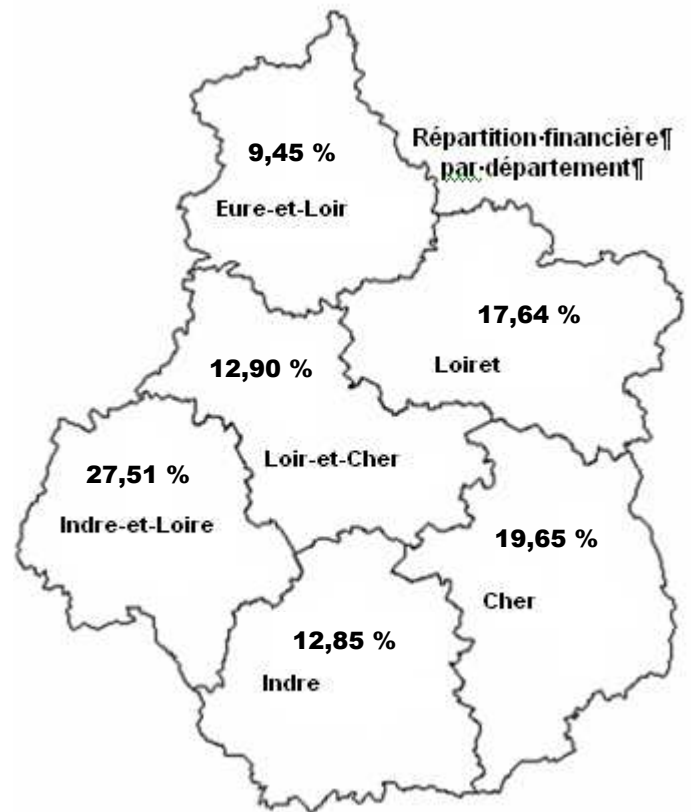 9,45 %
Eure-et-Loir
Répartition·financière¶
par·département¶
17,64 %
Loiret
12,90 %
Loir-et-Cher
27,51 %
Indre-et-Loire
19,65 %
Cher
12,85 %
Indre